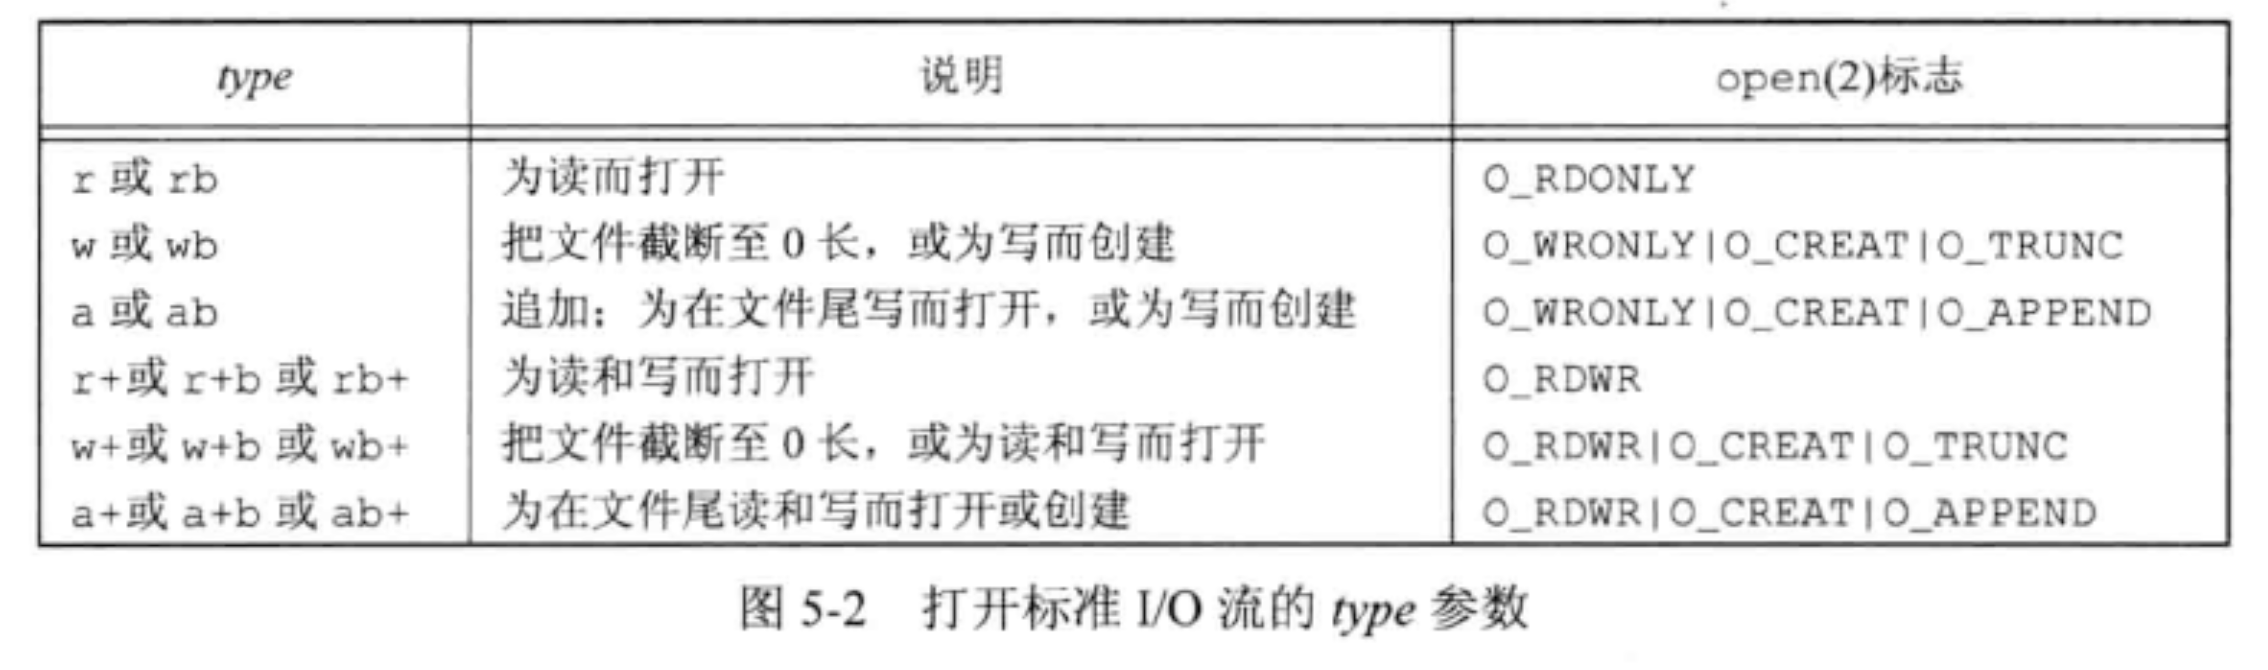 type 说明 open(2)标志
r 或 rb 为读而打开 O_RDONLY
w 或 wb 把文件截断至 0 长，或为写而创建 O_WRONLY|O_CREAT|O_TRUNC
a 或 ab 追加；为在文件尾写而打开，或为写而创建 O_WRONLY|O_CREAT|O_APPEND
r+或 r+b 或 rb+ 为读和写而打开 O_RDWR
w+或 w+b 或 wb+ 把文件截断至 0 长，或为读和写而打开 O_RDWR|O_CREAT|O_TRUNC
a+或 a+b 或 ab+ 为在文件尾读和写而打开或创建 O_RDWR|O_CREAT|O_APPEND
图 5-2 打开标准 I/O 流的 type 参数